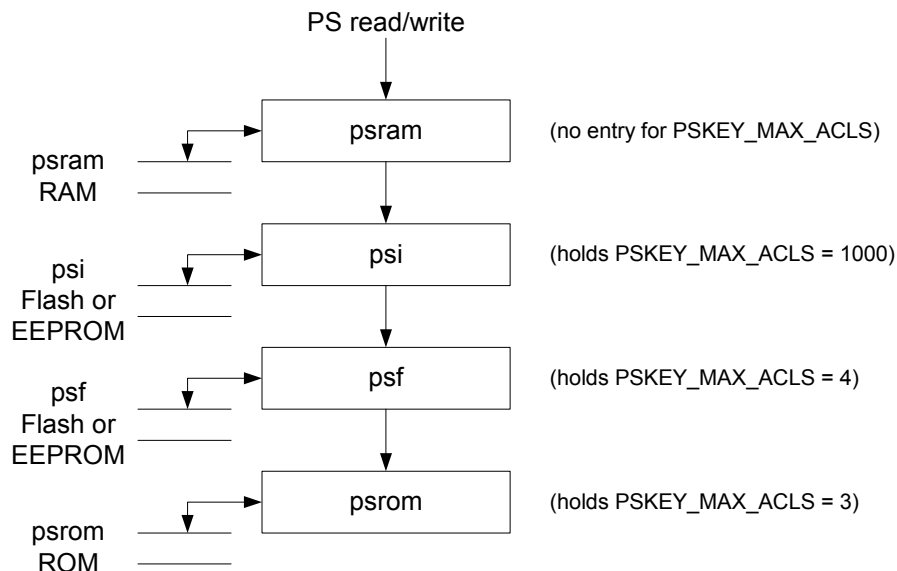 PS read/write
psram
(no entry for PSKEY_MAX_ACLS)
psram
RAM
psi
(holds PSKEY_MAX_ACLS = 1000)
psi
Flash or
EEPROM
psf
(holds PSKEY_MAX_ACLS = 4)
psf
Flash or
EEPROM
psrom
(holds PSKEY_MAX_ACLS = 3)
psrom
ROM